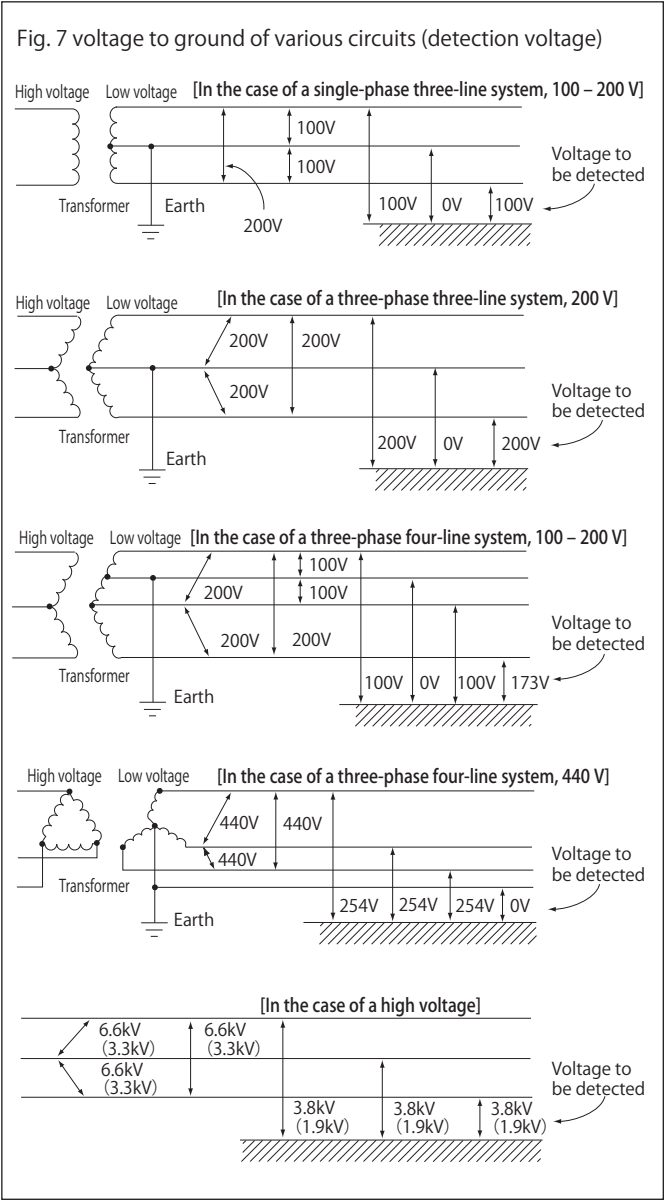 Fig. 7 voltage to ground of various circuits (detection voltage)
High voltage Low voltage [In the case of a single-phase three-line system, 100 – 200 V]
100V
100V
Voltage to
be detected
Transformer Earth 100V 0V 100V
200V
High voltage Low voltage [In the case of a three-phase three-line system, 200 V]
200V 200V
200V
Voltage to
be detected
Transformer
200V 0V 200V
Earth
High voltage Low voltage [In the case of a three-phase four-line system, 100 – 200 V]
100V
200V 100V
Voltage to
be detected
200V 200V
Transformer
100V 0V 100V 173V
Earth
High voltage Low voltage [In the case of a three-phase four-line system, 440 V]
440V 440V
440V
Voltage to
be detected
Transformer
254V 254V 254V 0V
Earth
[In the case of a high voltage]
6.6kV 6.6kV
(3.3kV) (3.3kV)
6.6kV
(3.3kV)
Voltage to
be detected
3.8kV 3.8kV 3.8kV
(1.9kV) (1.9kV) (1.9kV)